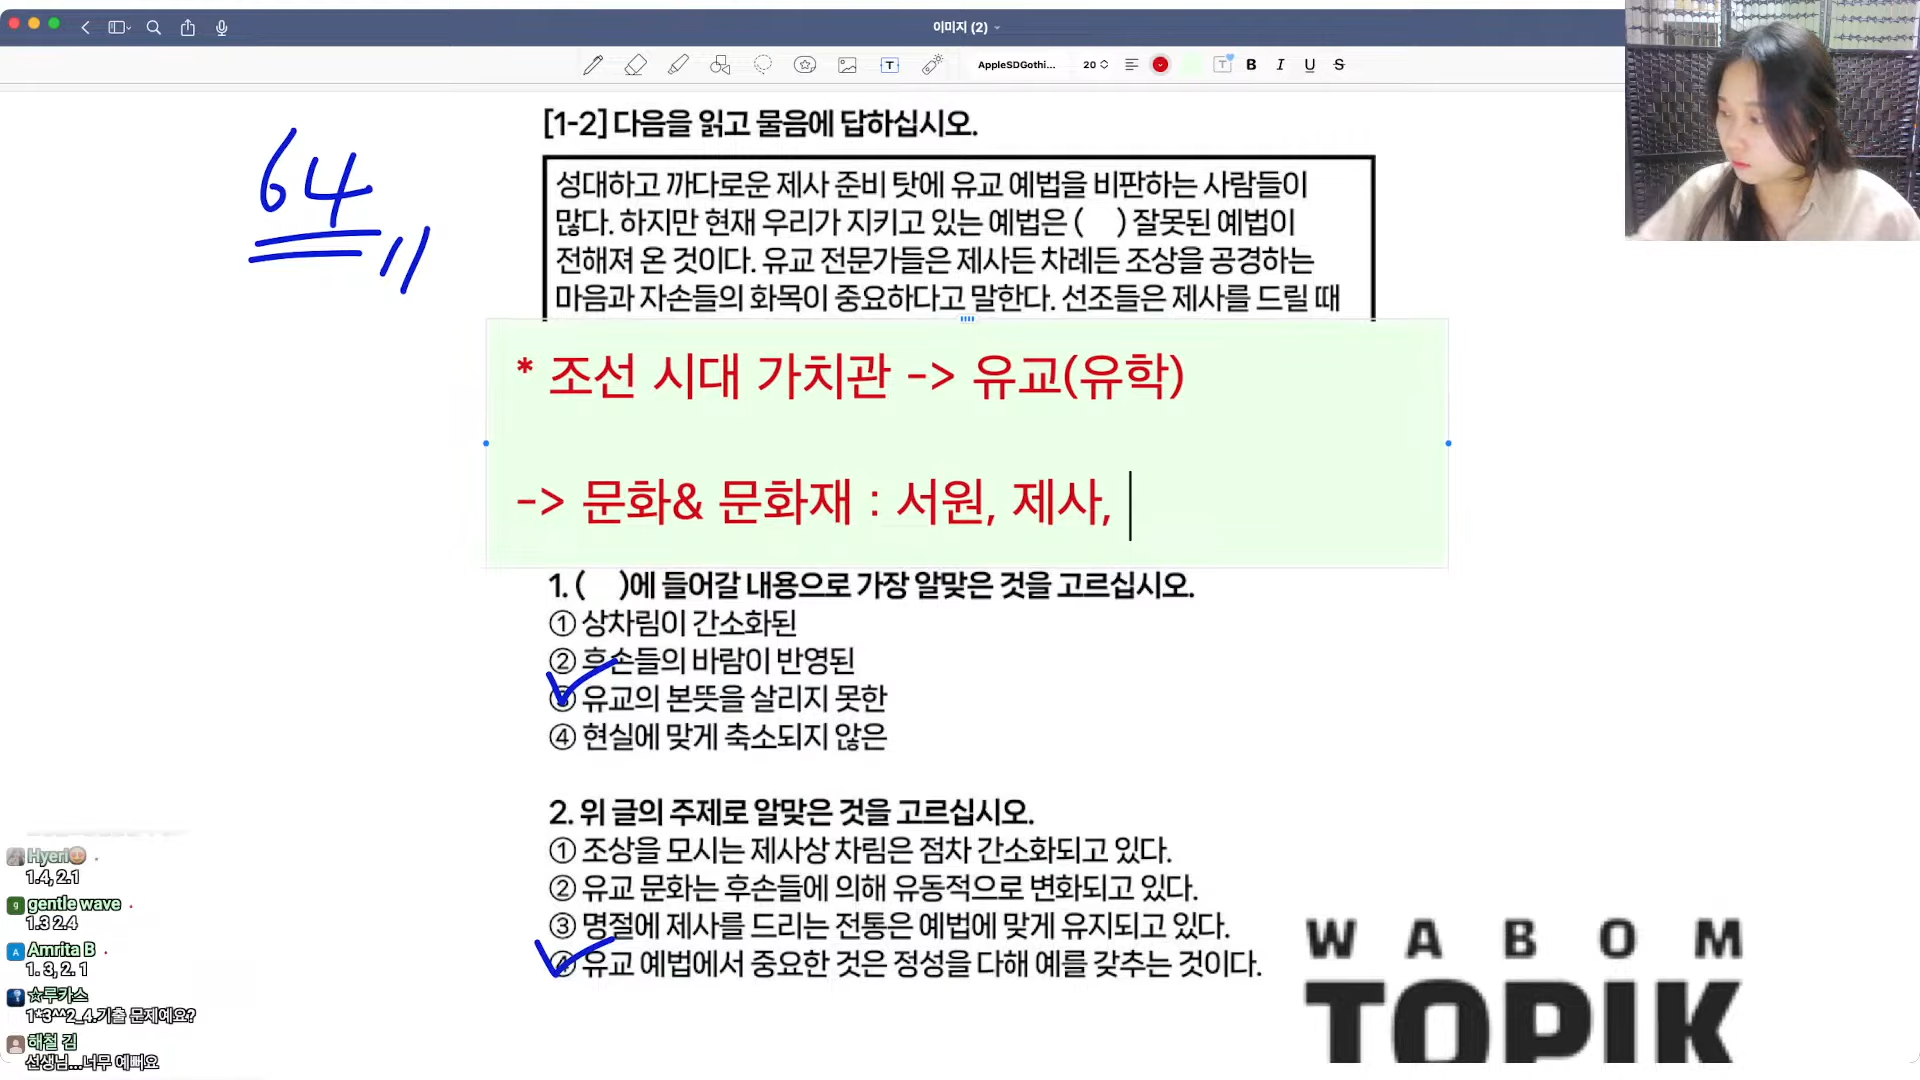 이미지 (2)
AppleSDGothi... 20 B I U S
64
[1-2] 다음을 읽고 물음에 답하십시오.
성대하고 까다로운 제사 준비 탓에 유교 예법을 비판하는 사람들이
많다. 하지만 현재 우리가 지키고 있는 예법은 ( ) 잘못된 예법이
전해져 온 것이다. 유교 전문가들은 제사든 차례든 조상을 공경하는
마음과 자손들의 화목이 중요하다고 말한다. 선조들은 제사를 드릴 때
* 조선 시대 가치관 -> 유교(유학)
-> 문화& 문화재 : 서원, 제사,
1. ( )에 들어갈 내용으로 가장 알맞은 것을 고르십시오.
① 상차림이 간소화된
② 후손들의 바람이 반영된
③ 유교의 본뜻을 살리지 못한
④ 현실에 맞게 축소되지 않은
2. 위 글의 주제로 알맞은 것을 고르십시오.
① 조상을 모시는 제사상 차림은 점차 간소화되고 있다.
② 유교 문화는 후손들에 의해 유동적으로 변화되고 있다.
③ 명절에 제사를 드리는 전통은 예법에 맞게 유지되고 있다.
④ 유교 예법에서 중요한 것은 정성을 다해 예를 갖추는 것이다.
Hyeri
1.4, 2.1
gentle wave
1.3 2.4
Amrita B
1. 3, 2. 1
☆루카스
1*3^^2_4.기출 문제예요?
해철 김
선생님...너무 예뻐요
WABOM
TOPIK